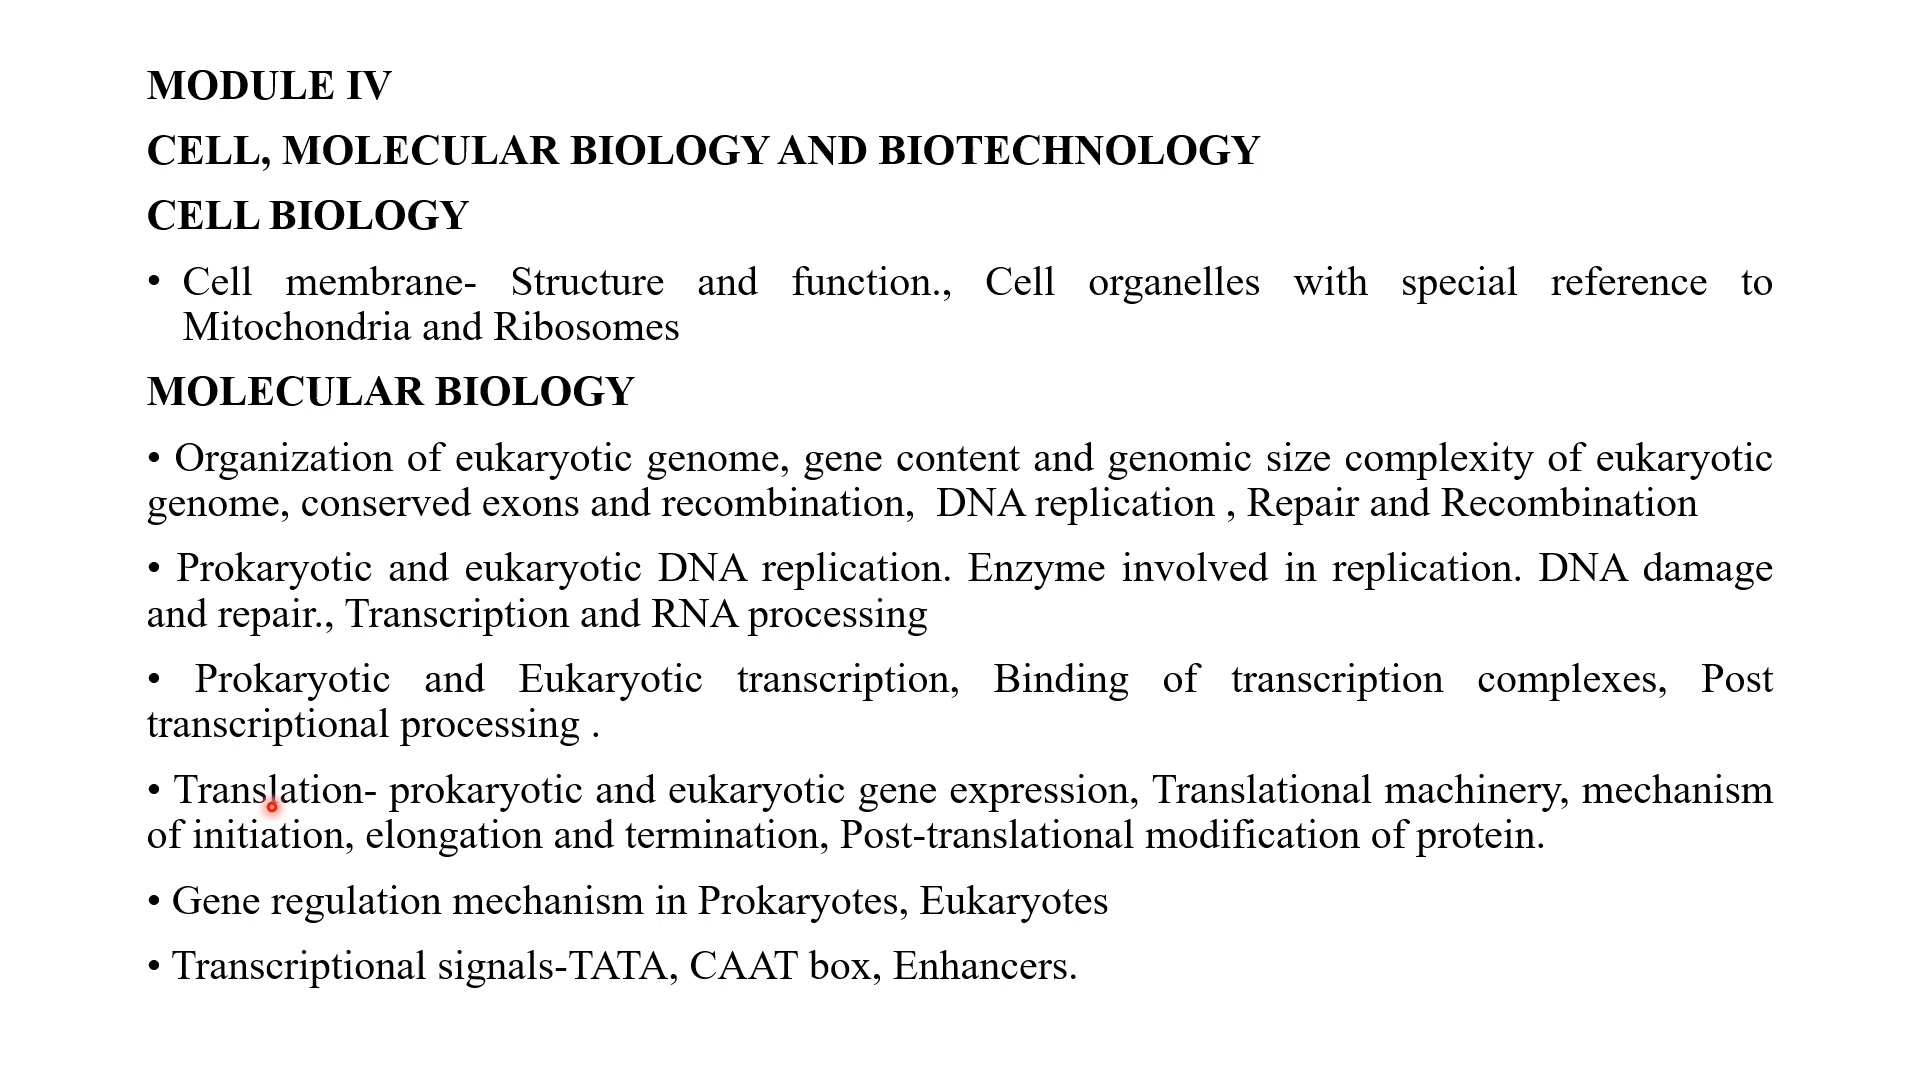 MODULE IV
CELL, MOLECULAR BIOLOGY AND BIOTECHNOLOGY
CELL BIOLOGY
• Cell membrane- Structure and function., Cell organelles with special reference to
Mitochondria and Ribosomes
MOLECULAR BIOLOGY
• Organization of eukaryotic genome, gene content and genomic size complexity of eukaryotic
genome, conserved exons and recombination,  DNA replication , Repair and Recombination
• Prokaryotic and eukaryotic DNA replication. Enzyme involved in replication. DNA damage
and repair., Transcription and RNA processing
• Prokaryotic and Eukaryotic transcription, Binding of transcription complexes, Post
transcriptional processing .
• Translation- prokaryotic and eukaryotic gene expression, Translational machinery, mechanism
of initiation, elongation and termination, Post-translational modification of protein.
• Gene regulation mechanism in Prokaryotes, Eukaryotes
• Transcriptional signals-TATA, CAAT box, Enhancers.